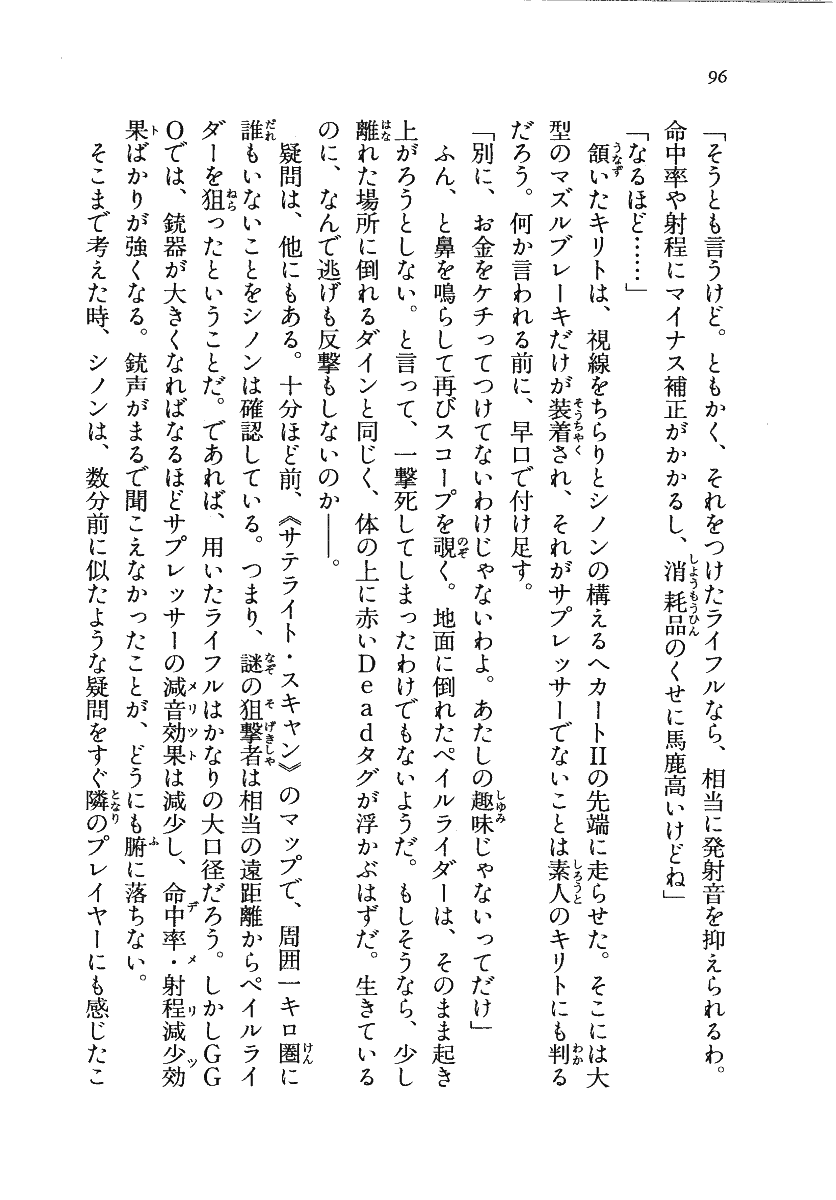 96
「そうとも言うけど。ともかく、それをつけたライフルなら、相当に発射音を抑えられるわ。
命中率や射程にマイナス補正がかかるし、消耗品のくせに馬鹿高いけどね」
「なるほど……」
頷いたキリトは、視線をちらりとシノンの構えるヘカートⅡの先端に走らせた。そこには大
型のマズルブレーキだけが装着され、それがサプレッサーでないことは素人のキリトにも判る
だろう。何か言われる前に、早口で付け足す。
「別に、お金をケチってつけてないわけじゃないわよ。あたしの趣味じゃないってだけ」
ふん、と鼻を鳴らして再びスコープを覗く。地面に倒れたペイルライダーは、そのまま起き
上がろうとしない。と言って、一撃死してしまったわけでもないようだ。もしそうなら、少し
離れた場所に倒れるダインと同じく、体の上に赤いDeadタグが浮かぶはずだ。生きている
のに、なんで逃げも反撃もしないのか――。
疑問は、他にもある。十分ほど前、《サテライト・スキャン》のマップで、周囲一キロ圏に
誰もいないことをシノンは確認している。つまり、謎の狙撃者は相当の遠距離からペイルライ
ダーを狙ったということだ。であれば、用いたライフルはかなりの大口径だろう。しかしGG
Oでは、銃器が大きくなればなるほどサプレッサーの減音効果は減少し、命中率・射程減少効
果ばかりが強くなる。銃声がまるで聞こえなかったことが、どうにも腑に落ちない。
そこまで考えた時、シノンは、数分前に似たような疑問をすぐ隣のプレイヤーにも感じたこ